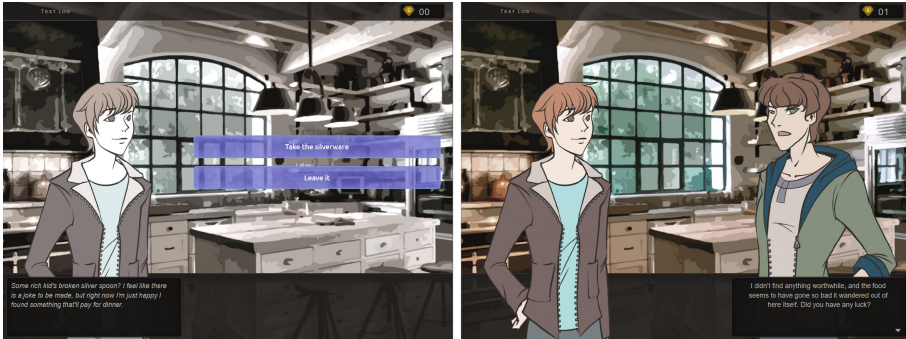 Text Log
00
Take the silverware
Leave it.
Some rich kid's broken silver spoon? I feel like there
is a joke to be made, but right now I'm just happy I
found something that'll pay for dinner.
Text Log
01
I didn't find anything worthwhile, and the food
seems to have gone so bad it wandered out of
here itself. Did you have any luck?